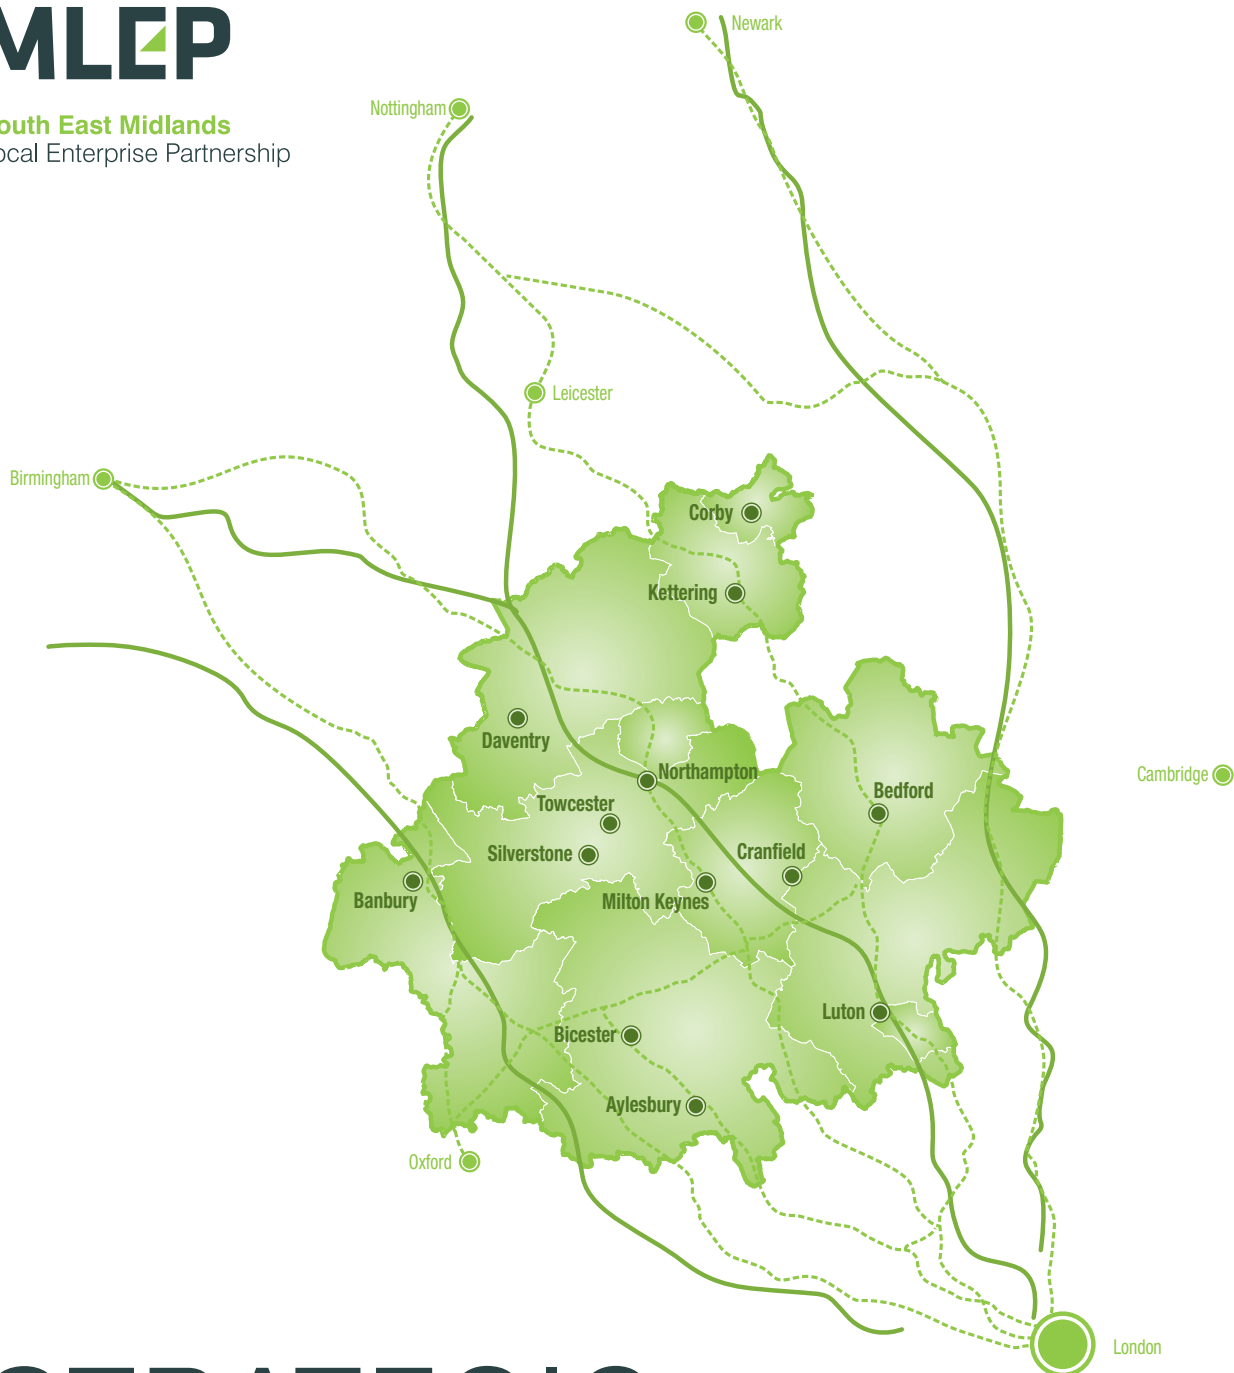 MLEP
Newark
Nottingham
outh East Midlands
ocal Enterprise Partnership
Leicester
Birmingham
Corby
Kettering
Daventry
Northampton
Cambridge
Bedford
Towcester
Cranfield
Silverstone
Banbury
Milton Keynes
Luton
Bicester
Aylesbury
Oxford
London
STRATEGIC